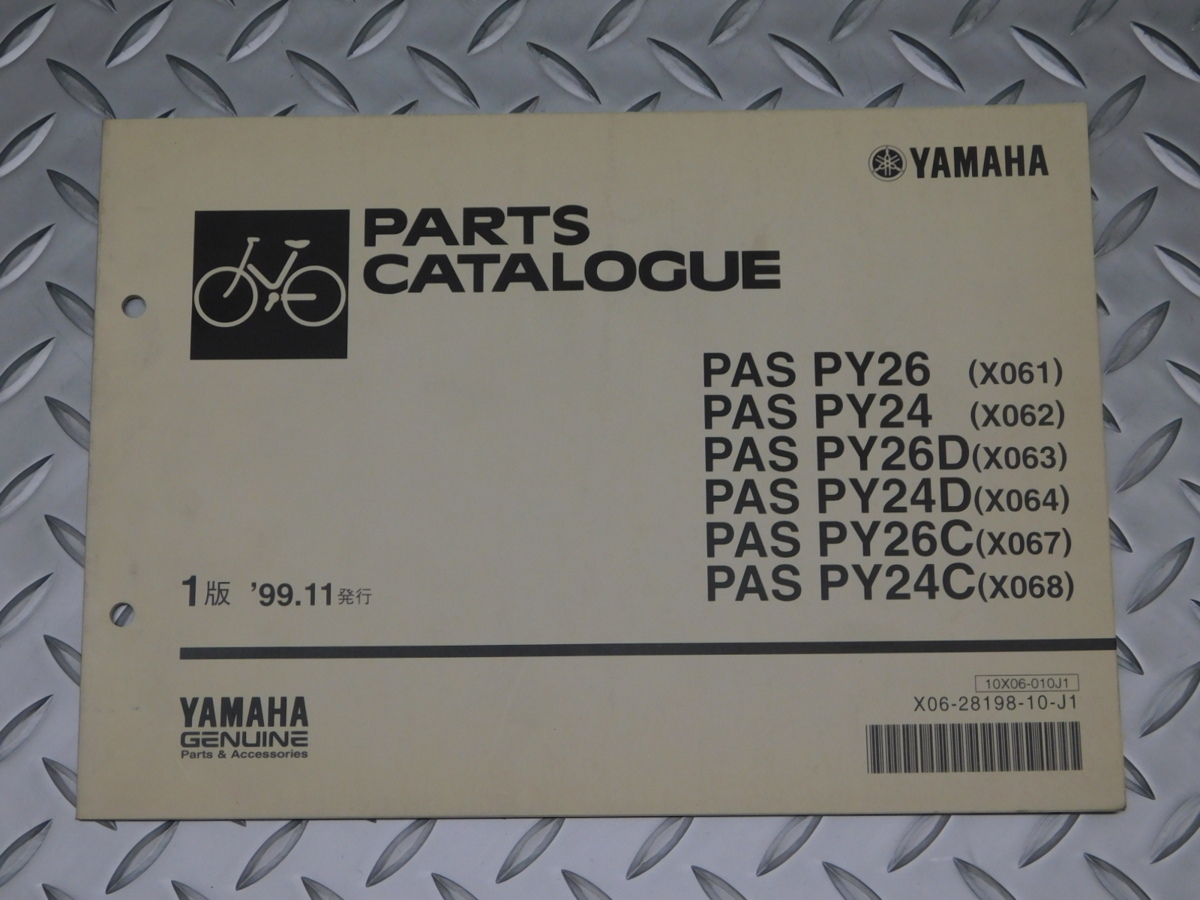 YAMAHA
PARTS
CATALOGUE
PAS PY26 (X061)
PAS PY24 (X062)
PAS PY26D(X063)
PAS PY24D(X064)
PAS PY26C(X067)
PAS PY24C(X068)
1版 '99.11発行
YAMAHA
GENUINE
Parts & Accessories
10X06-010J1
X06-28198-10-J1